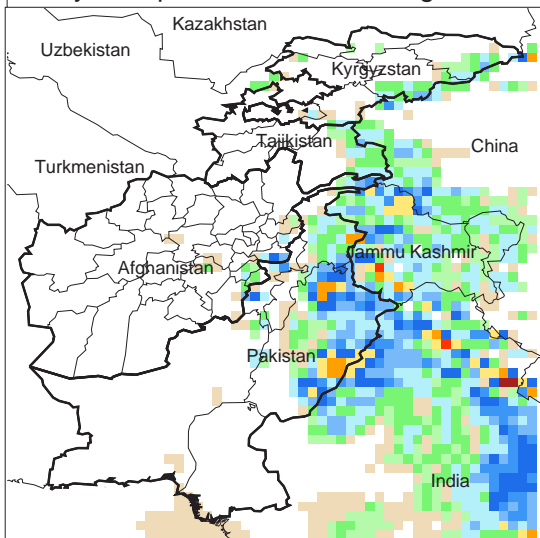 Kazakhstan
Uzbekistan
Kyrgyzstan
Tajikistan
China
Turkmenistan
Jammu Kashmir
Afghanistan
Pakistan
India